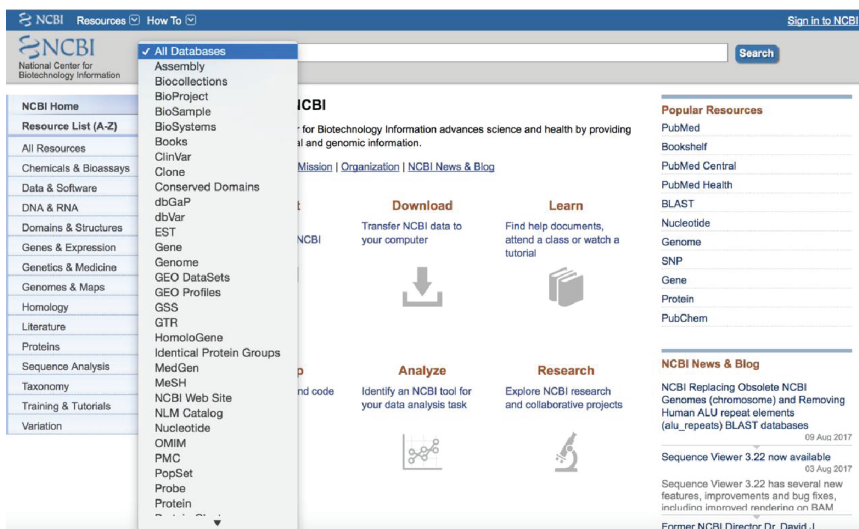 NCBI Resources How To Sign in to NCBI
NCBI
National Center for
Biotechnology Information
✓ All Databases
Assembly
Biocollections
BioProject
BioSample
BioSystems
Books
ClinVar
Clone
Conserved Domains
dbGaP
dbVar
EST
Gene
Genome
GEO DataSets
GEO Profiles
GSS
GTR
HomoloGene
Identical Protein Groups
MedGen
MeSH
NCBI Web Site
NLM Catalog
Nucleotide
OMIM
PMC
PopSet
Probe
Protein
Search
NCBI Home
Resource List (A-Z)
All Resources
Chemicals & Bioassays
Data & Software
DNA & RNA
Domains & Structures
Genes & Expression
Genetics & Medicine
Genomes & Maps
Homology
Literature
Proteins
Sequence Analysis
Taxonomy
Training & Tutorials
Variation
NCBI
for Biotechnology Information advances science and health by providing
and genomic information.
Mission | Organization | NCBI News & Blog
NCBI
Download
Transfer NCBI data to
your computer
Learn
Find help documents,
attend a class or watch a
tutorial
nd code
Analyze
Identify an NCBI tool for
your data analysis task
Research
Explore NCBI research
and collaborative projects
Popular Resources
PubMed
Bookshelf
PubMed Central
PubMed Health
BLAST
Nucleotide
Genome
SNP
Gene
Protein
PubChem
NCBI News & Blog
NCBI Replacing Obsolete NCBI
Genomes (chromosome) and Removing
Human ALU repeat elements
(alu_repeats) BLAST databases
09 Aug 2017
Sequence Viewer 3.22 now available
03 Aug 2017
Sequence Viewer 3.22 has several new
features, improvements and bug fixes,
including improved rendering on BAM
Former NCBI Director Dr. David J.